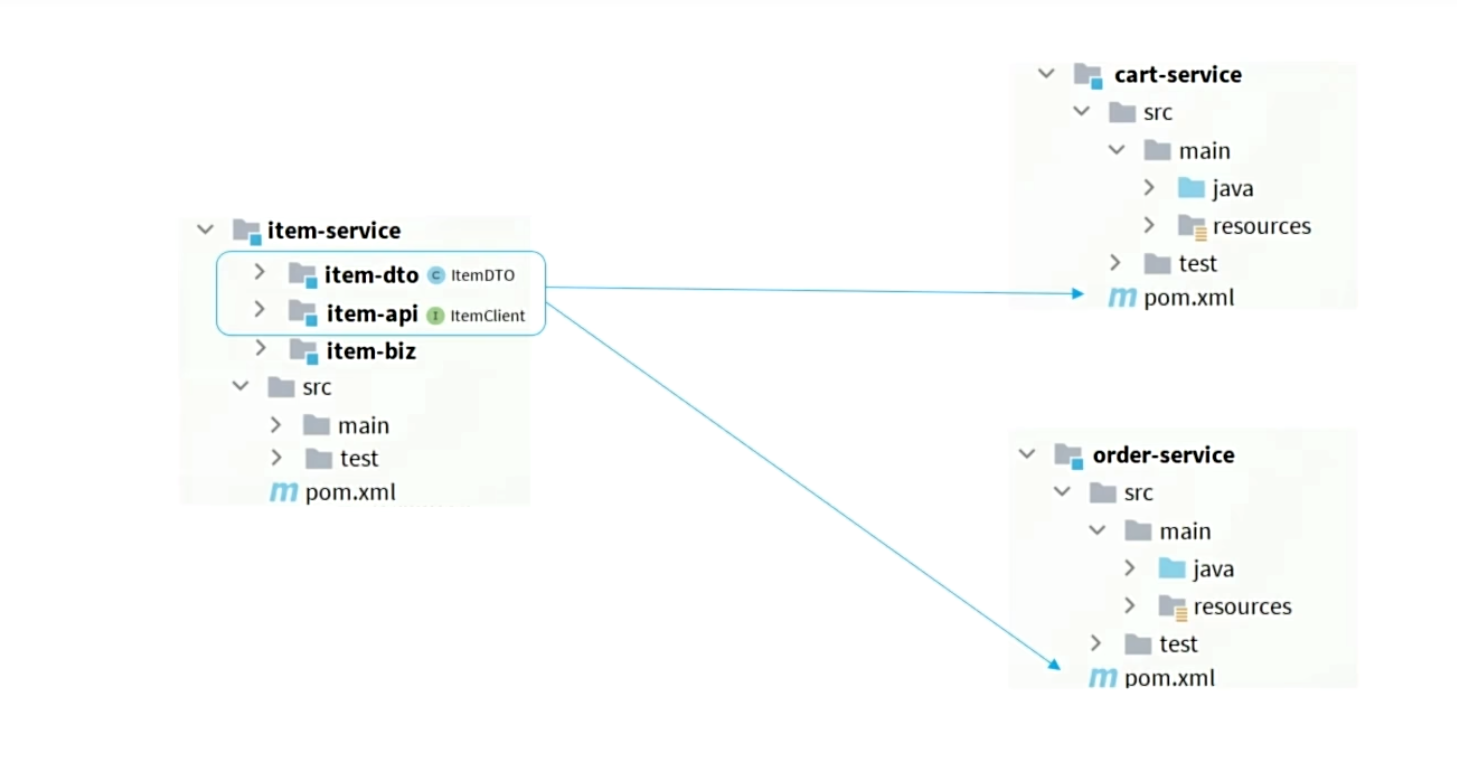 item-service
item-dto C ItemDTO
item-api I ItemClient
item-biz
src
main
test
m pom.xml
cart-service
src
main
java
resources
test
m pom.xml
order-service
src
main
java
resources
test
m pom.xml